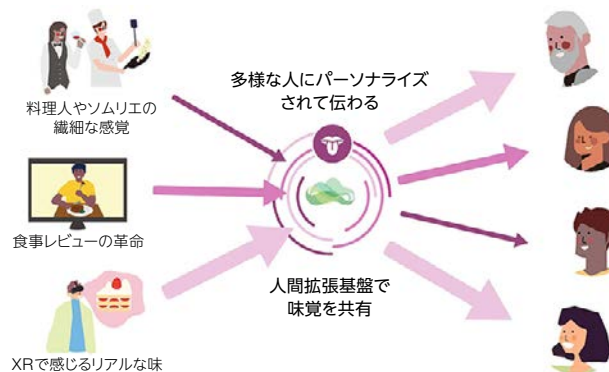 多様な人にパーソナライズ
されて伝わる
料理人やソムリエの
繊細な感覚
食事レビューの革命
人間拡張基盤で
味覚を共有
XRで感じるリアルな味